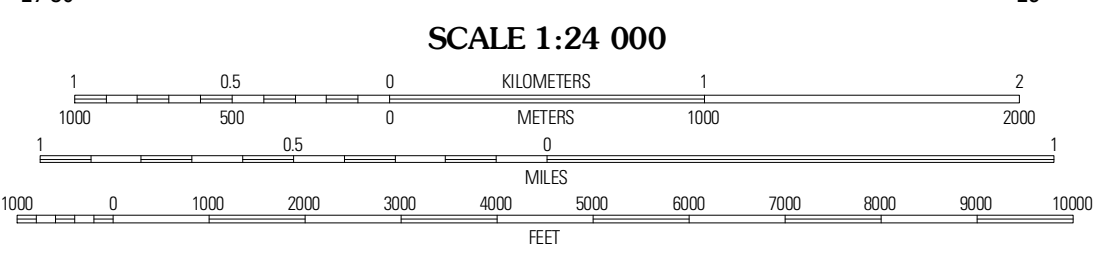 SCALE 1:24 000
1 0.5 0 KILOMETERS 1 2
1000 500 0 METERS 1000 2000
1 0.5 0 1
MILES
1000 0 1000 2000 3000 4000 5000 6000 7000 8000 9000 10000
FEET